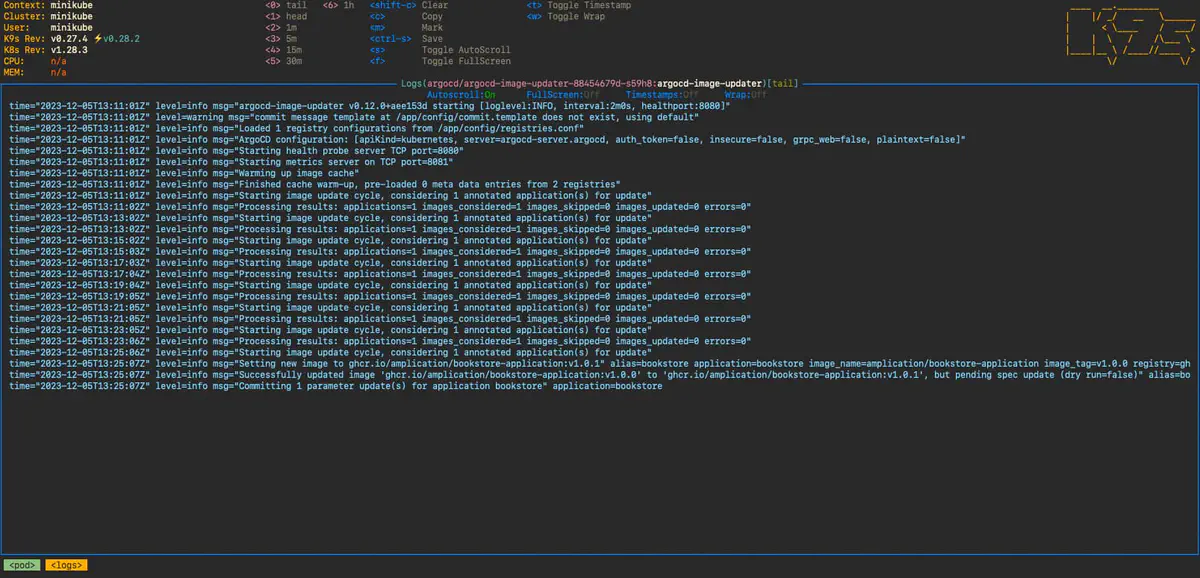 Context: minikube <0> tail <6> 1h <shift-c> Clear <t> Toggle Timestamp
Cluster: minikube <1> head <c> Copy <w> Toggle Wrap
User: minikube <2> 1m <m> Mark
K9s Rev: v0.27.4 ⚡v0.28.2 <3> 5m <ctrl-s> Save
K8s Rev: v1.28.3 <4> 15m <s> Toggle AutoScroll
CPU: n/a <5> 30m <f> Toggle FullScreen
MEM: n/a
Logs(argocd/argocd-image-updater-88454679d-s59h8:argocd-image-updater)[tail]
Autoscroll:On FullScreen:Off Timestamps:Off Wrap:Off
time="2023-12-05T13:11:01Z" level=info msg="argocd-image-updater v0.12.0+aee153d starting [loglevel:INFO, interval:2m0s, healthport:8080]"
time="2023-12-05T13:11:01Z" level=warning msg="commit message template at /app/config/commit.template does not exist, using default"
time="2023-12-05T13:11:01Z" level=info msg="Loaded 1 registry configurations from /app/config/registries.conf"
time="2023-12-05T13:11:01Z" level=info msg="ArgoCD configuration: [apiKind=kubernetes, server=argocd-server.argocd, auth_token=false, insecure=false, grpc_web=false, plaintext=false]"
time="2023-12-05T13:11:01Z" level=info msg="Starting health probe server TCP port=8080"
time="2023-12-05T13:11:01Z" level=info msg="Starting metrics server on TCP port=8081"
time="2023-12-05T13:11:01Z" level=info msg="Warming up image cache"
time="2023-12-05T13:11:01Z" level=info msg="Finished cache warm-up, pre-loaded 0 meta data entries from 2 registries"
time="2023-12-05T13:11:01Z" level=info msg="Starting image update cycle, considering 1 annotated application(s) for update"
time="2023-12-05T13:11:02Z" level=info msg="Processing results: applications=1 images_considered=1 images_skipped=0 images_updated=0 errors=0"
time="2023-12-05T13:13:02Z" level=info msg="Starting image update cycle, considering 1 annotated application(s) for update"
time="2023-12-05T13:13:02Z" level=info msg="Processing results: applications=1 images_considered=1 images_skipped=0 images_updated=0 errors=0"
time="2023-12-05T13:15:02Z" level=info msg="Starting image update cycle, considering 1 annotated application(s) for update"
time="2023-12-05T13:15:03Z" level=info msg="Processing results: applications=1 images_considered=1 images_skipped=0 images_updated=0 errors=0"
time="2023-12-05T13:17:03Z" level=info msg="Starting image update cycle, considering 1 annotated application(s) for update"
time="2023-12-05T13:17:04Z" level=info msg="Processing results: applications=1 images_considered=1 images_skipped=0 images_updated=0 errors=0"
time="2023-12-05T13:19:04Z" level=info msg="Starting image update cycle, considering 1 annotated application(s) for update"
time="2023-12-05T13:19:05Z" level=info msg="Processing results: applications=1 images_considered=1 images_skipped=0 images_updated=0 errors=0"
time="2023-12-05T13:21:05Z" level=info msg="Starting image update cycle, considering 1 annotated application(s) for update"
time="2023-12-05T13:21:05Z" level=info msg="Processing results: applications=1 images_considered=1 images_skipped=0 images_updated=0 errors=0"
time="2023-12-05T13:23:05Z" level=info msg="Starting image update cycle, considering 1 annotated application(s) for update"
time="2023-12-05T13:23:06Z" level=info msg="Processing results: applications=1 images_considered=1 images_skipped=0 images_updated=0 errors=0"
time="2023-12-05T13:25:06Z" level=info msg="Starting image update cycle, considering 1 annotated application(s) for update"
time="2023-12-05T13:25:07Z" level=info msg="Setting new image to ghcr.io/amplication/bookstore-application:v1.0.1" alias=bookstore application=bookstore image_name=amplication/bookstore-application image_tag=v1.0.0 registry=gh
time="2023-12-05T13:25:07Z" level=info msg="Successfully updated image 'ghcr.io/amplication/bookstore-application:v1.0.0' to 'ghcr.io/amplication/bookstore-application:v1.0.1', but pending spec update (dry run=false)" alias=bo
time="2023-12-05T13:25:07Z" level=info msg="Committing 1 parameter update(s) for application bookstore" application=bookstore
<pod> <logs>